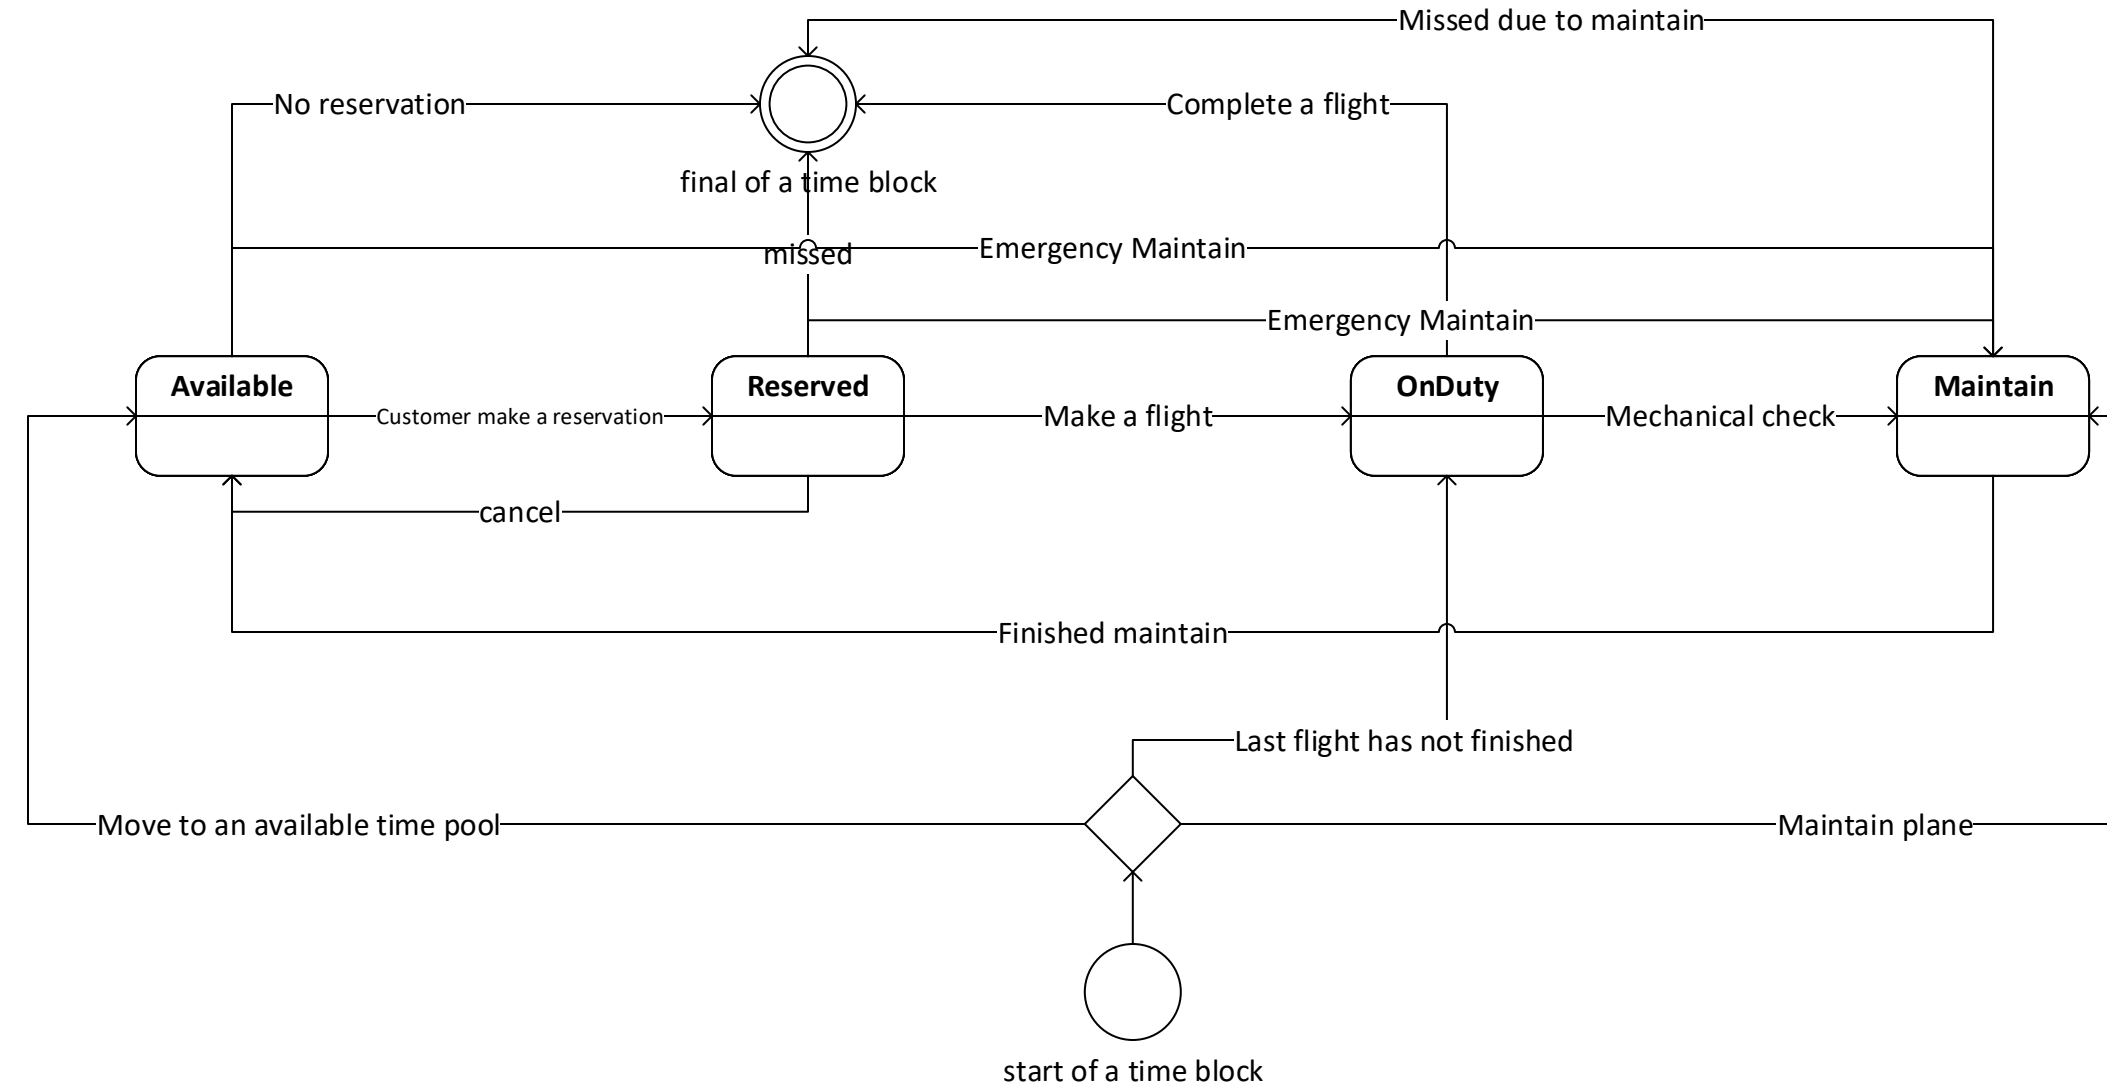 Missed due to maintain
No reservation
Complete a flight
final of a time block
missed
Emergency Maintain
Emergency Maintain
Available
Reserved
OnDuty
Maintain
Customer make a reservation
Make a flight
Mechanical check
cancel
Finished maintain
Last flight has not finished
Move to an available time pool
Maintain plane
start of a time block